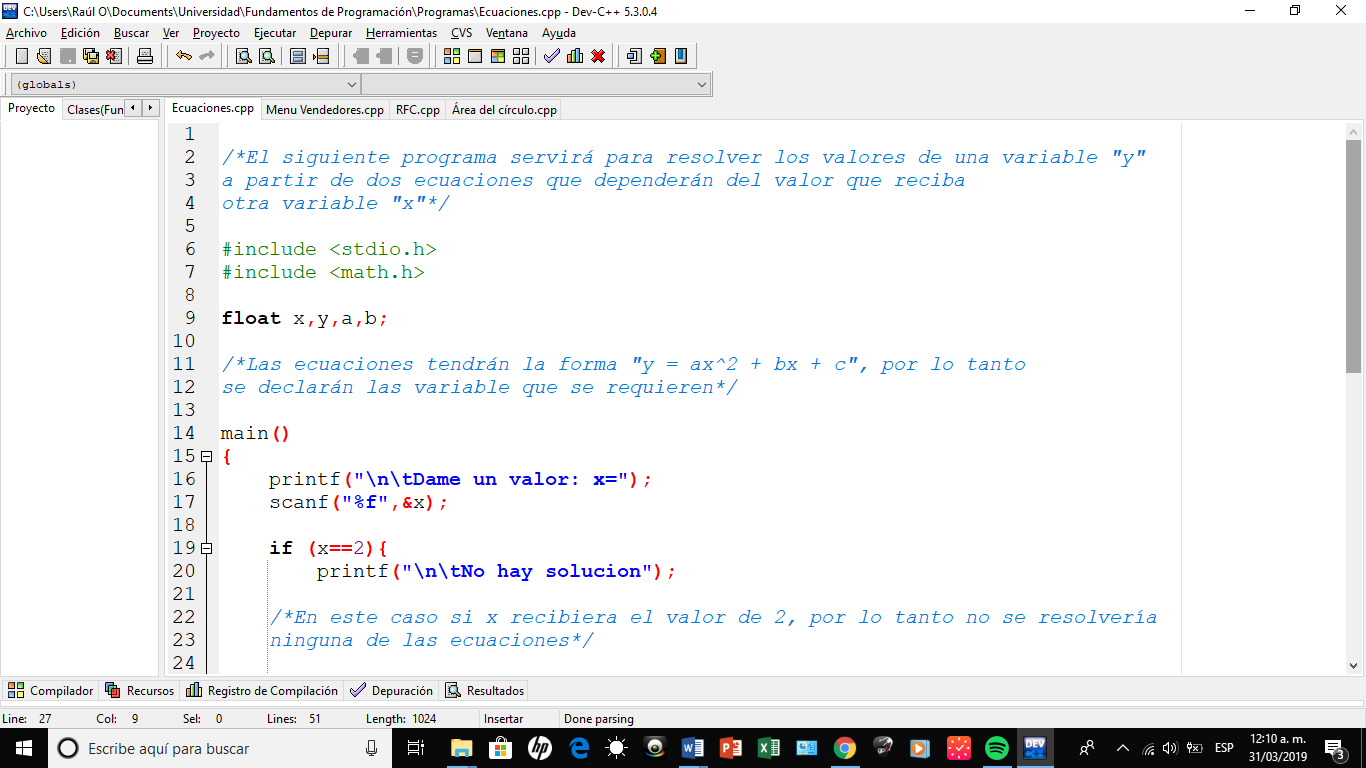 C:\Users\Raúl O\Documents\Universidad\Fundamentos de Programación\Programas\Ecuaciones.cpp - Dev-C++ 5.3.0.4
Archivo Edición Buscar Ver Proyecto Ejecutar Depurar Herramientas CVS Ventana Ayuda
(globals)
Proyecto Clases(Fun Ecuaciones.cpp Menu Vendedores.cpp RFC.cpp Área del círculo.cpp
1
2 /*El siguiente programa servirá para resolver los valores de una variable "y"
3 a partir de dos ecuaciones que dependerán del valor que reciba
4 otra variable "x"*/
5
6 #include <stdio.h>
7 #include <math.h>
8
9 float x,y,a,b;
10
11 /*Las ecuaciones tendrán la forma "y = ax^2 + bx + c", por lo tanto
12 se declarán las variable que se requieren*/
13
14 main()
15 {
16 printf("\n\tDame un valor: x=");
17 scanf("%f",&x);
18
19 if (x==2){
20 printf("\n\tNo hay solucion");
21
22 /*En este caso si x recibiera el valor de 2, por lo tanto no se resolvería
23 ninguna de las ecuaciones*/
24
Compilador Recursos Registro de Compilación Depuración Resultados
Line: 27 Col: 9 Sel: 0 Lines: 51 Length: 1024 Insertar Done parsing
Escribe aquí para buscar ESP 12:10 a. m.
31/03/2019 3